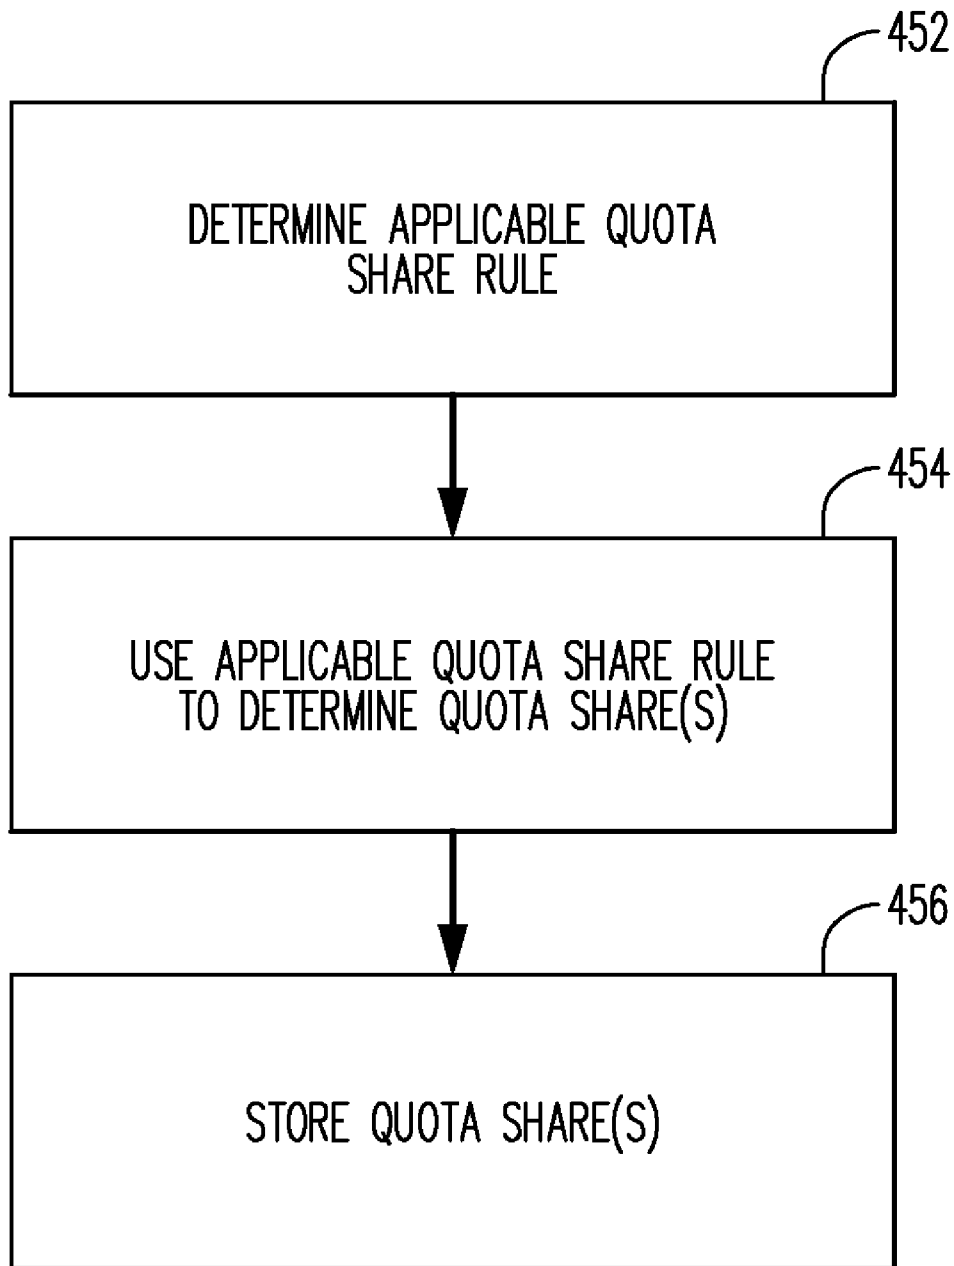 452
DETERMINE APPLICABLE QUOTA
SHARE RULE
454
USE APPLICABLE QUOTA SHARE RULE
TO DETERMINE QUOTA SHARE(S)
456
STORE QUOTA SHARE(S)